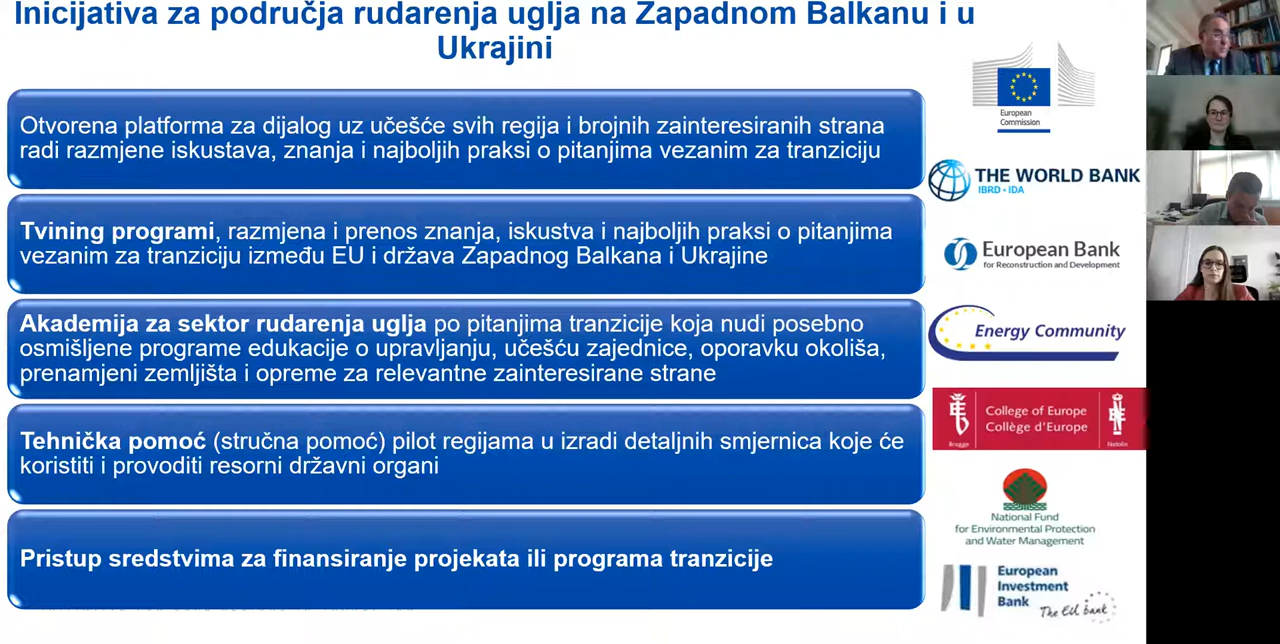 Inicijativa za područja rudarenja uglja na Zapadnom Balkanu i u
Ukrajini
Otvorena platforma za dijalog uz učešće svih regija i brojnih zainteresiranih strana
radi razmjene iskustava, znanja i najboljih praksi o pitanjima vezanim za tranziciju
Tvining programi, razmjena i prenos znanja, iskustva i najboljih praksi o pitanjima
vezanim za tranziciju između EU i država Zapadnog Balkana i Ukrajine
Akademija za sektor rudarenja uglja po pitanjima tranzicije koja nudi posebno
osmišljene programe edukacije o upravljanju, učešću zajednice, oporavku okoliša,
prenamjeni zemljišta i opreme za relevantne zainteresirane strane
Tehnička pomoć (stručna pomoć) pilot regijama u izradi detaljnih smjernica koje će
koristiti i provoditi resorni državni organi
Pristup sredstvima za finansiranje projekata ili programa tranzicije
European
Commission
THE WORLD BANK
IBRD • IDA
European Bank
for Reconstruction and Development
Energy Community
College of Europe
Collège d'Europe
Brugge
Natolin
National Fund
for Environmental Protection
and Water Management
European
Investment
Bank
The EU bank